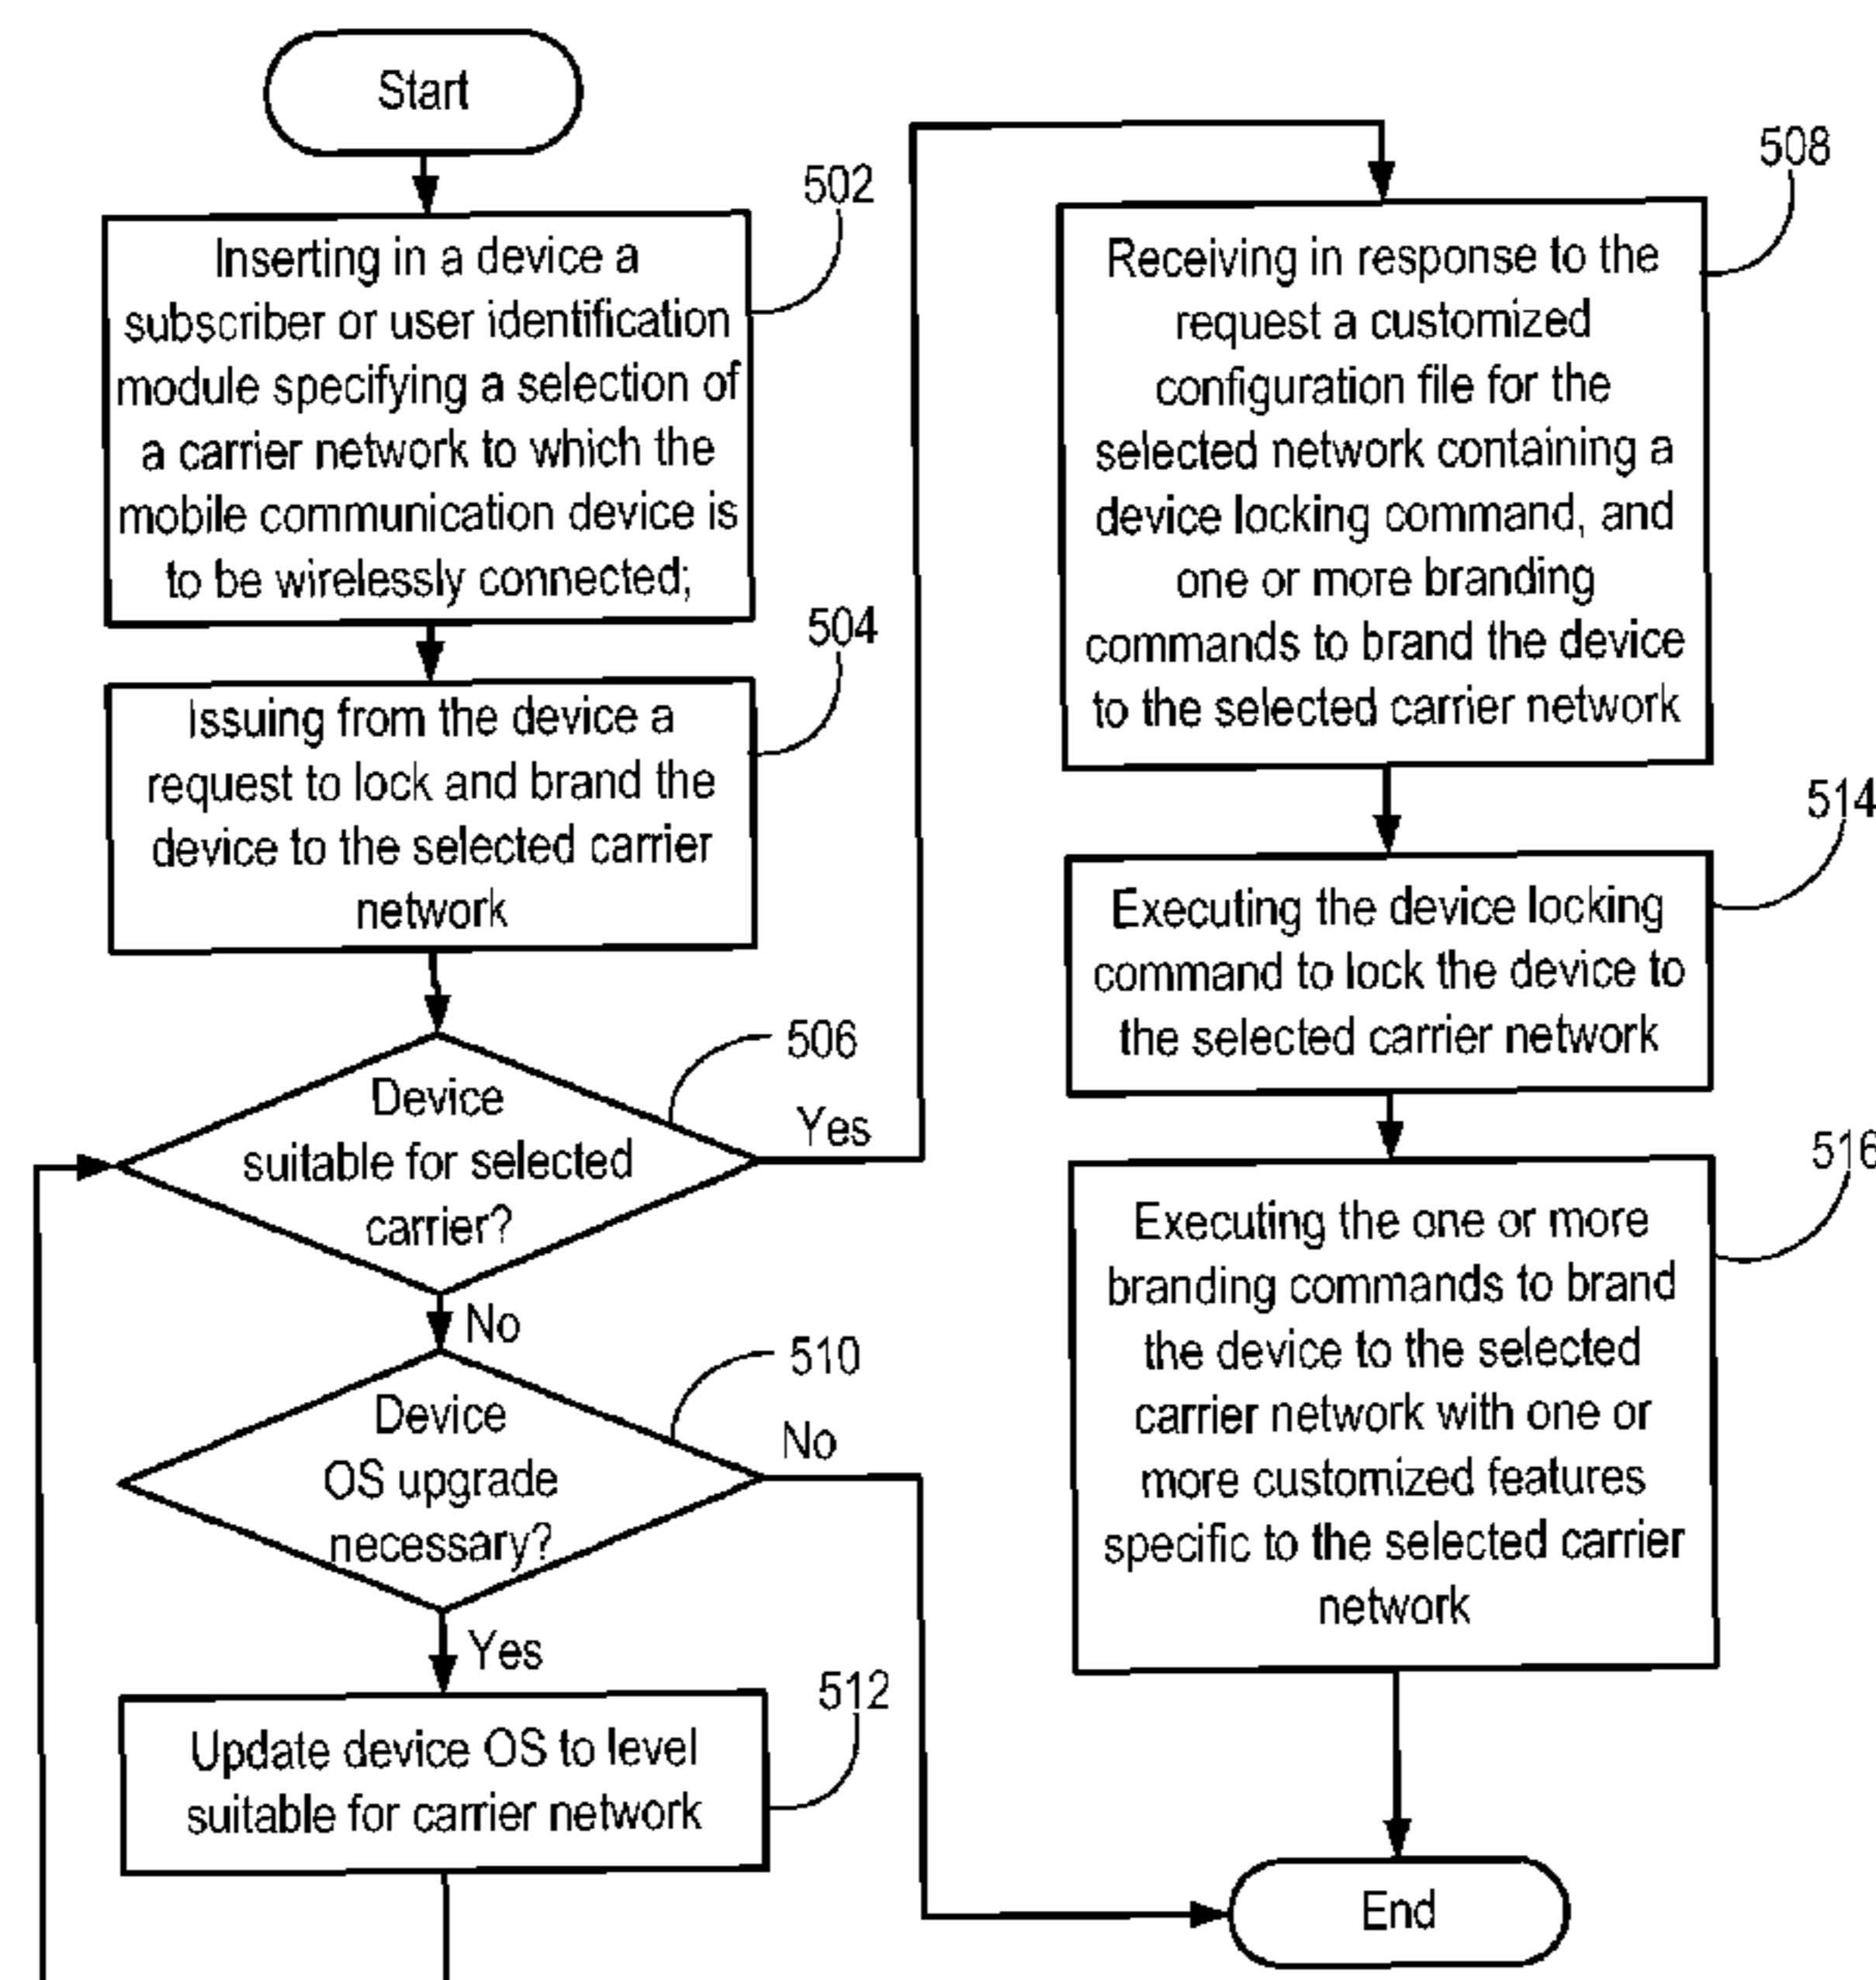 Start
502
Inserting in a device a
subscriber or user identification
module specifying a selection of
a carrier network to which the
mobile communication device is
to be wirelessly connected;
504
Issuing from the device a
request to lock and brand the
device to the selected carrier
network
506
Device
suitable for selected
carrier?
Yes
No
510
Device
OS upgrade
necessary?
No
Yes
512
Update device OS to level
suitable for carrier network
508
Receiving in response to the
request a customized
configuration file for the
selected network containing a
device locking command, and
one or more branding
commands to brand the device
to the selected carrier network
514
Executing the device locking
command to lock the device to
the selected carrier network
516
Executing the one or more
branding commands to brand
the device to the selected
carrier network with one or
more customized features
specific to the selected carrier
network
End